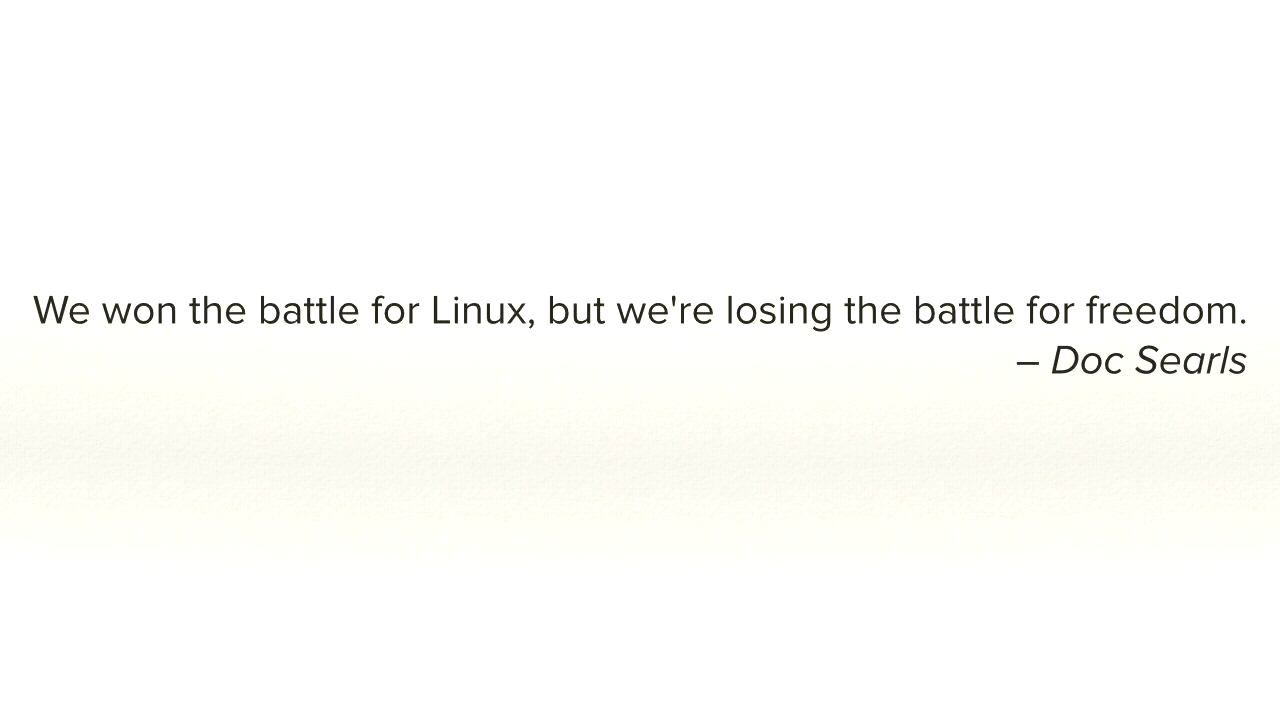 We won the battle for Linux, but we're losing the battle for freedom.
– Doc Searls